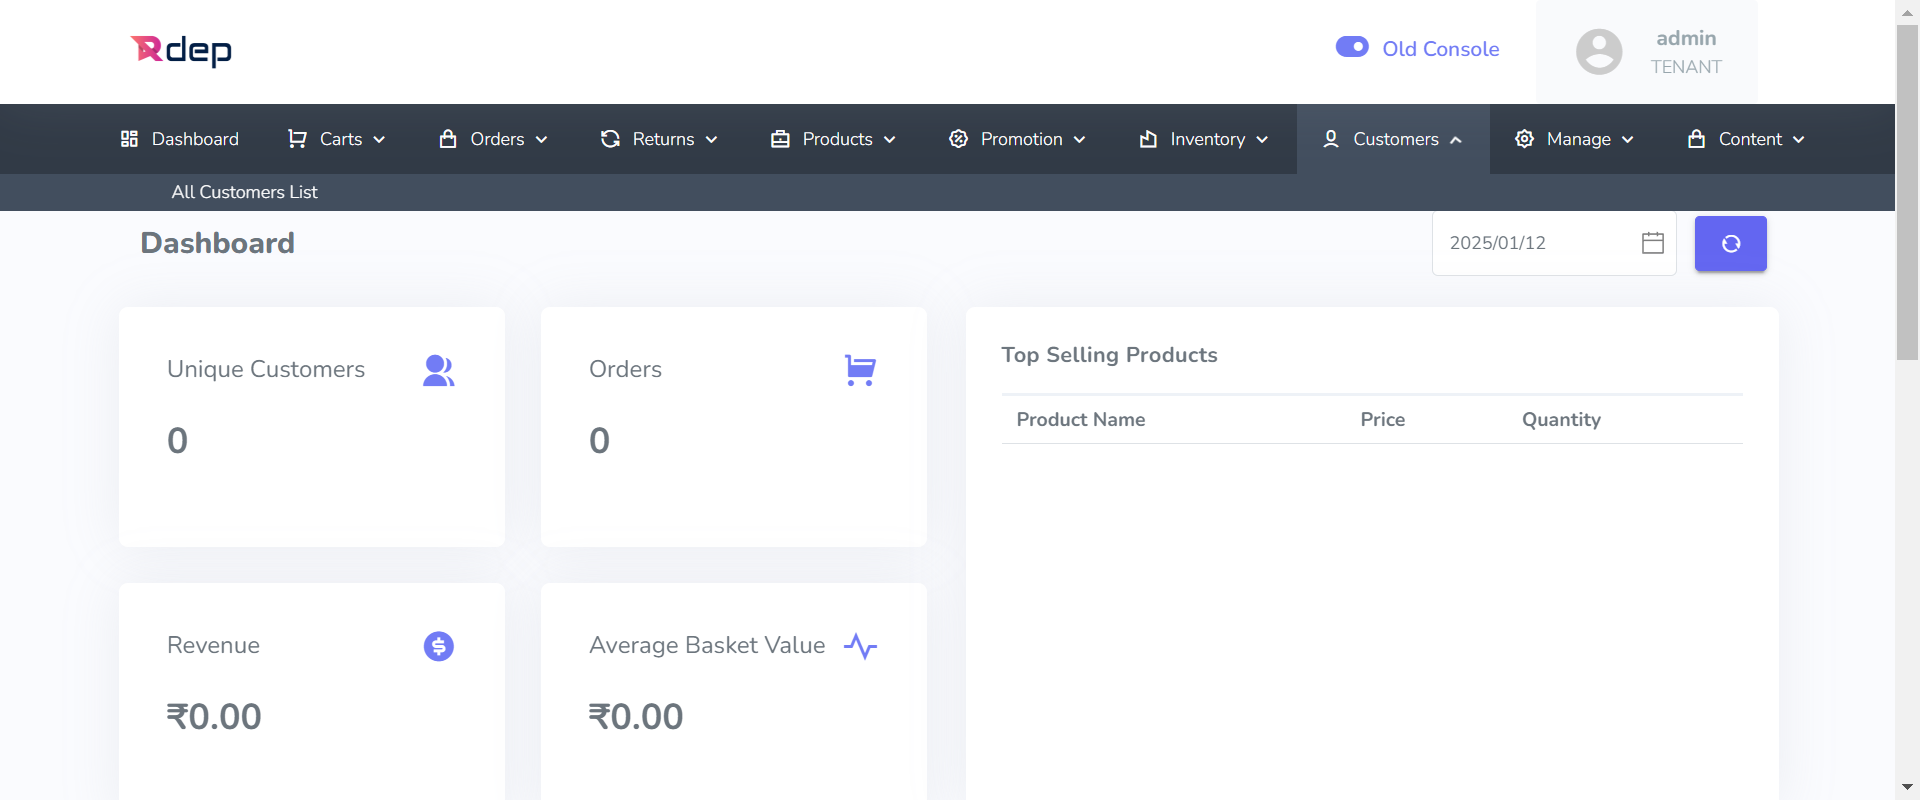 Rdep
Old Console
admin
TENANT
Dashboard Carts Orders Returns Products Promotion Inventory Customers Manage Content
All Customers List
Dashboard
2025/01/12
Unique Customers
0
Orders
0
Top Selling Products
Product Name Price Quantity
Revenue
₹0.00
Average Basket Value
₹0.00